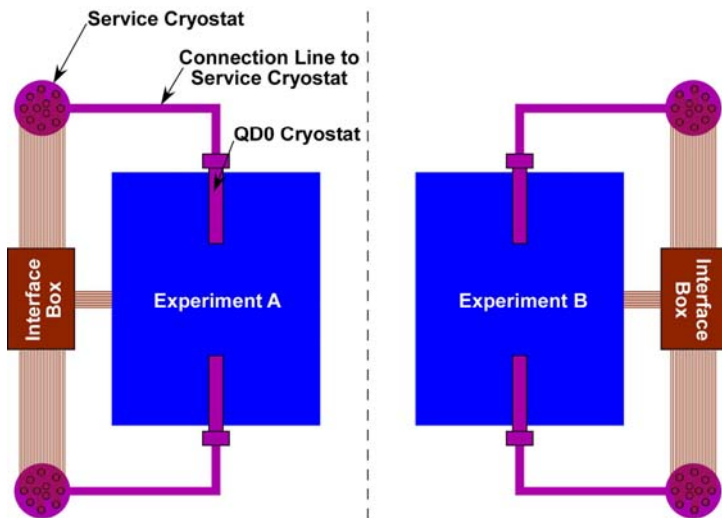 Service Cryostat
Connection Line to
Service Cryostat
QD0 Cryostat
Interface
Box
Experiment A
Experiment B
Interface
Box